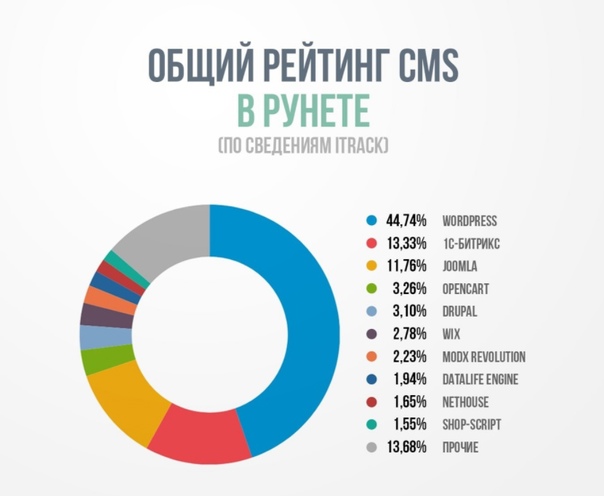 ОБЩИЙ РЕЙТИНГ CMS
В РУНЕТЕ
(ПО СВЕДЕНИЯМ ITRACK)
44,74% WORDPRESS
13,33% 1С-БИТРИКС
11,76% JOOMLA
3,26% OPENCART
3,10% DRUPAL
2,78% WIX
2,23% MODX REVOLUTION
1,94% DATALIFE ENGINE
1,65% NETHOUSE
1,55% SHOP-SCRIPT
13,68% ПРОЧИЕ